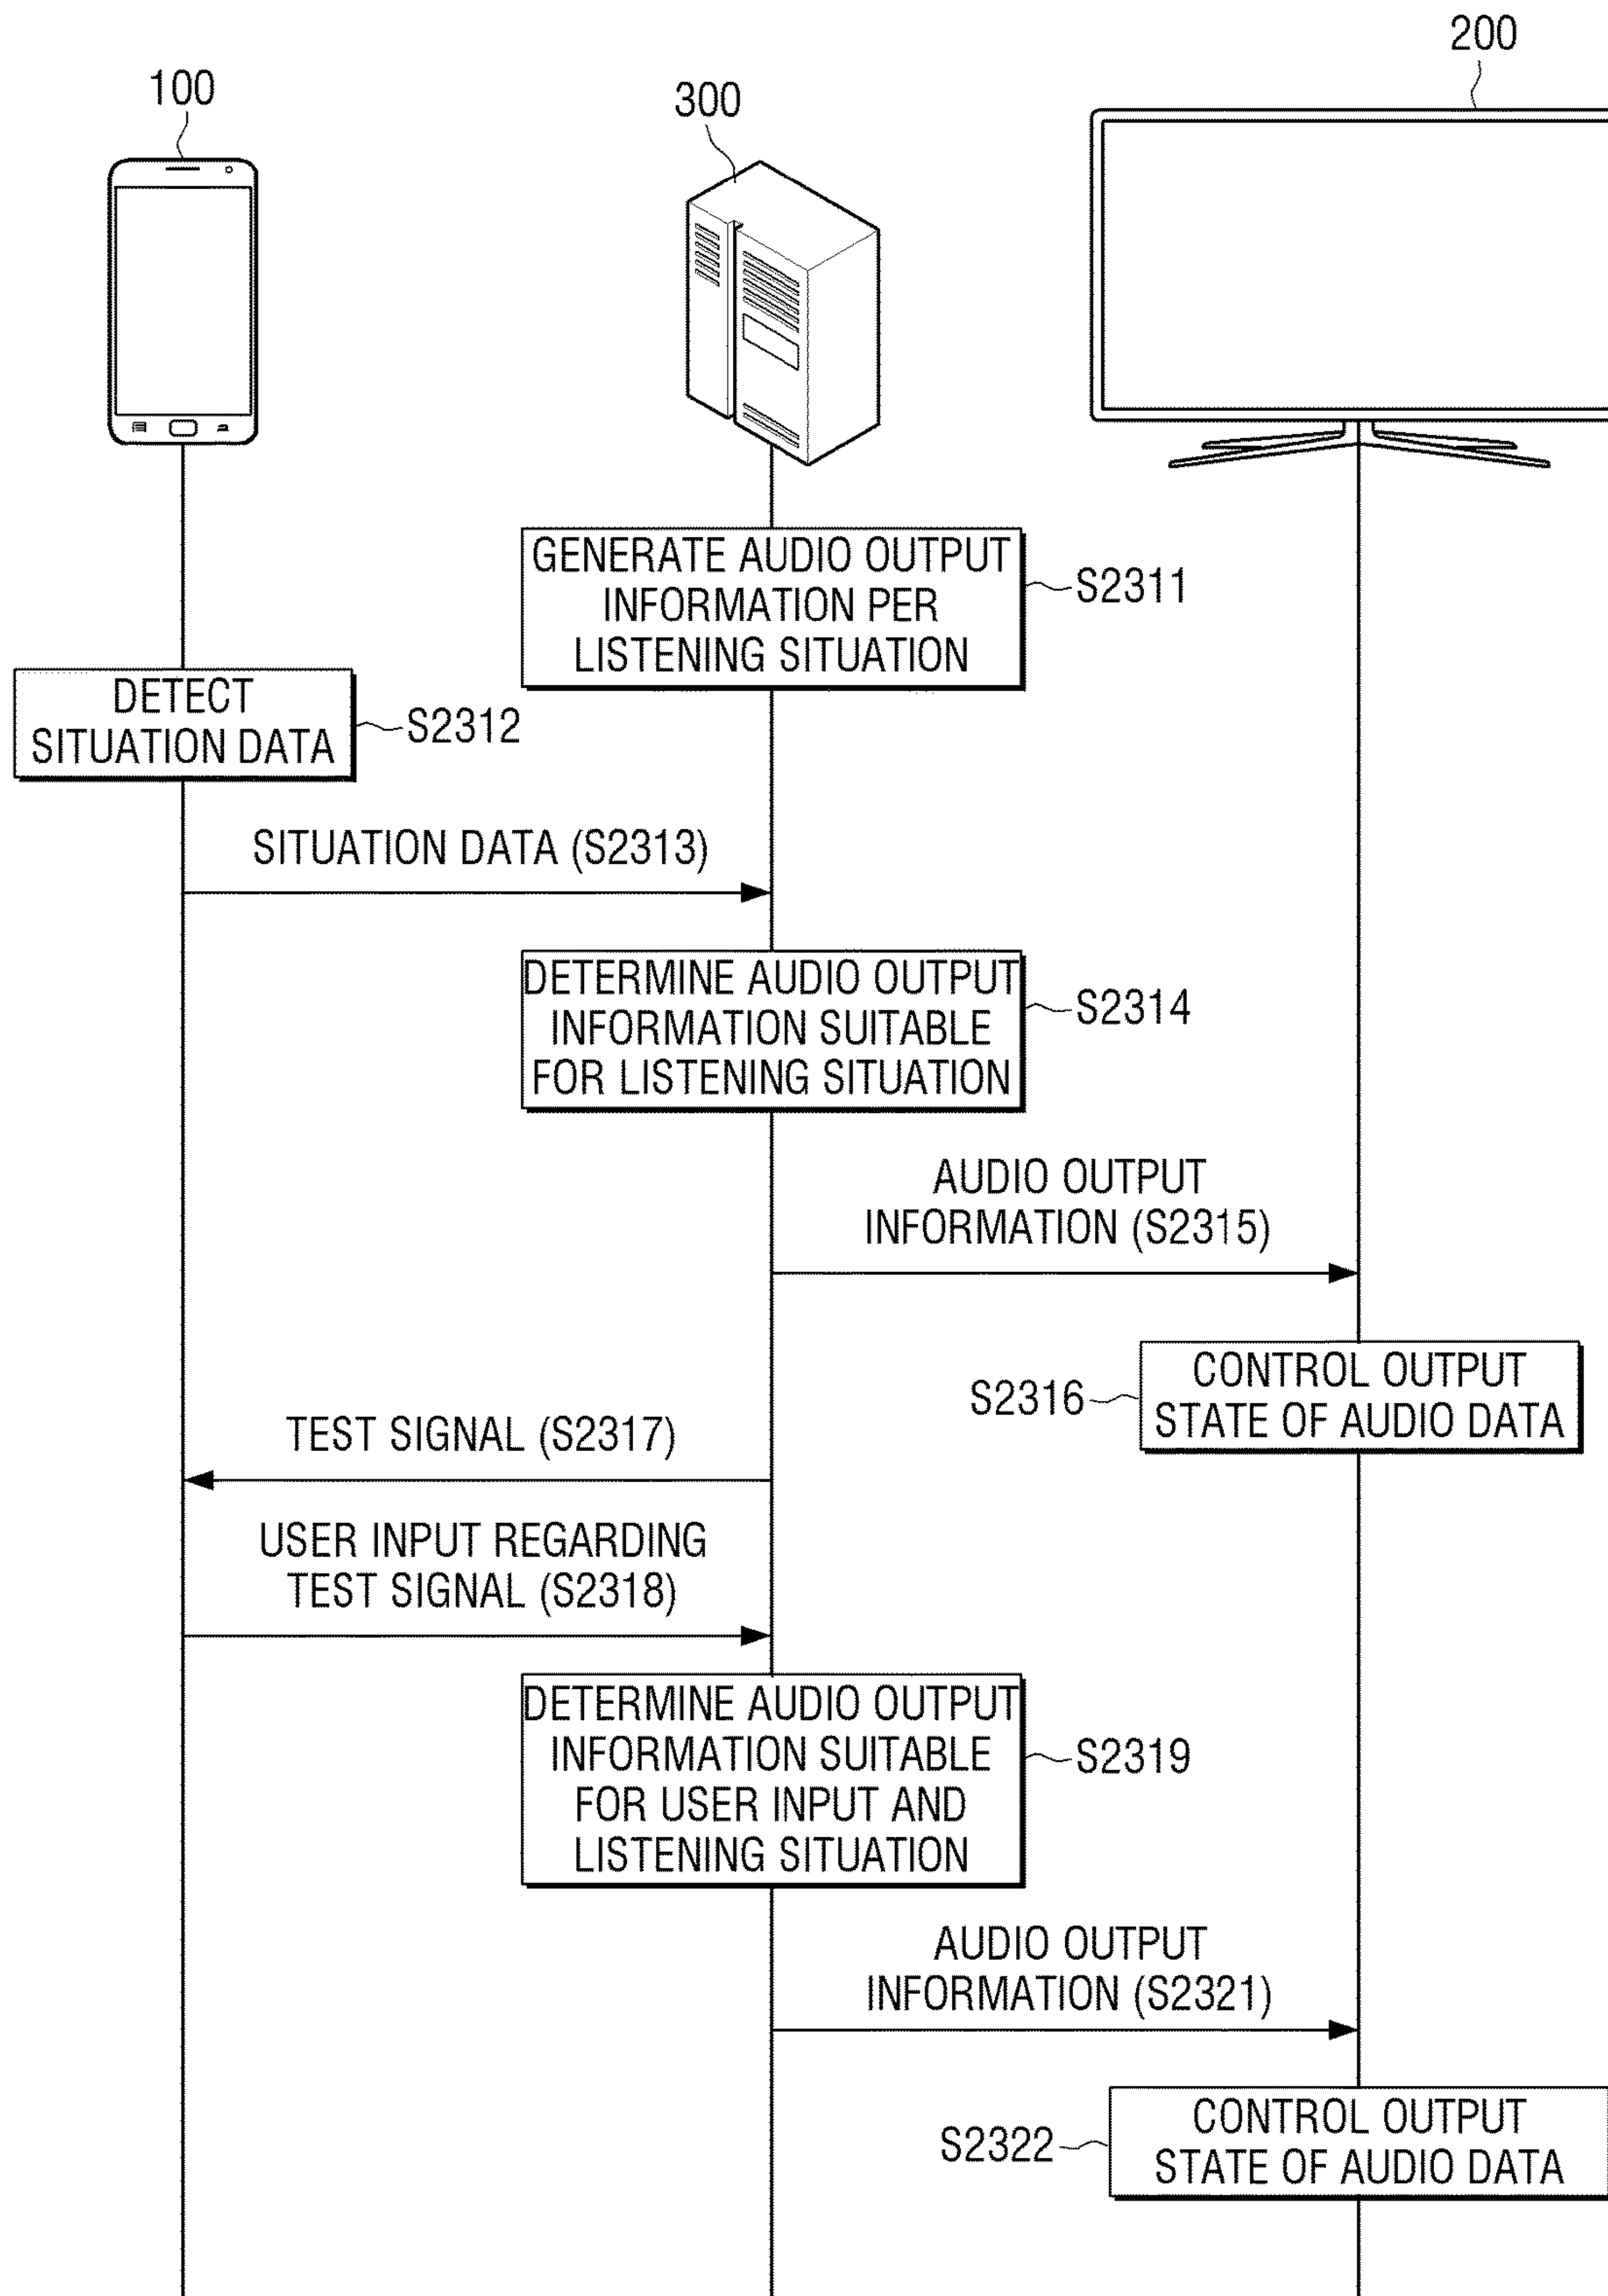 200
100
300
GENERATE AUDIO OUTPUT
INFORMATION PER
LISTENING SITUATION
S2311
DETECT
SITUATION DATA
S2312
SITUATION DATA (S2313)
DETERMINE AUDIO OUTPUT
INFORMATION SUITABLE
FOR LISTENING SITUATION
S2314
AUDIO OUTPUT
INFORMATION (S2315)
CONTROL OUTPUT
STATE OF AUDIO DATA
S2316
TEST SIGNAL (S2317)
USER INPUT REGARDING
TEST SIGNAL (S2318)
DETERMINE AUDIO OUTPUT
INFORMATION SUITABLE
FOR USER INPUT AND
LISTENING SITUATION
S2319
AUDIO OUTPUT
INFORMATION (S2321)
CONTROL OUTPUT
STATE OF AUDIO DATA
S2322